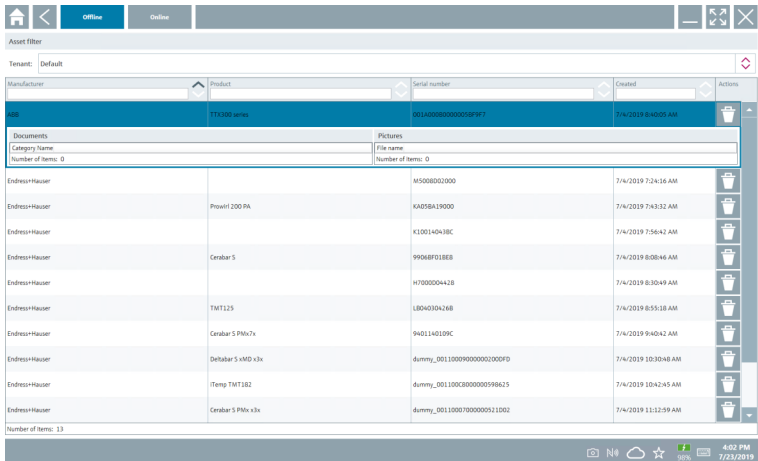 Offline Online
Asset filter
Tenant: Default
Manufacturer Product Serial number Created Actions
ABB TTX300 series 001A000B0000005BF9F7 7/4/2019 8:40:05 AM
Documents Pictures
Category Name File name
Number of items: 0 Number of items: 0
Endress+Hauser M5008D02000 7/4/2019 7:24:16 AM
Endress+Hauser Prowirl 200 PA KA05BA19000 7/4/2019 7:43:32 AM
Endress+Hauser K10014043BC 7/4/2019 7:56:42 AM
Endress+Hauser Cerabar S 9906BF01BE8 7/4/2019 8:08:46 AM
Endress+Hauser H7000D04428 7/4/2019 8:30:49 AM
Endress+Hauser TMT125 LB04030426B 7/4/2019 8:55:18 AM
Endress+Hauser Cerabar S PMx7x 9401140109C 7/4/2019 9:40:42 AM
Endress+Hauser Deltabar S xMD x3x dummy_00110009000000200DFD 7/4/2019 10:30:48 AM
Endress+Hauser iTemp TMT182 dummy_001100C8000000598625 7/4/2019 10:42:45 AM
Endress+Hauser Cerabar S PMx x3x dummy_00110007000000521D02 7/4/2019 11:12:59 AM
Number of items: 13
98% 4:02 PM
7/23/2019